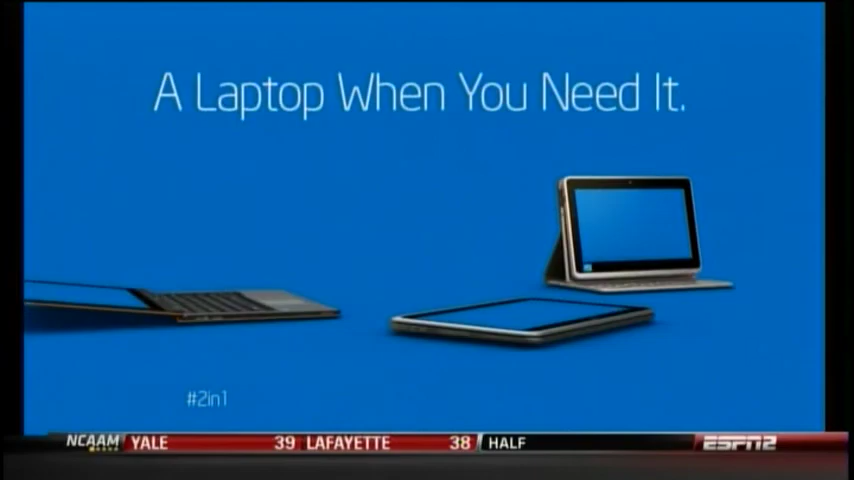 A Laptop When You Need It.
#2in1
NCAAM YALE 39 LAFAYETTE 38 HALF ESPN2